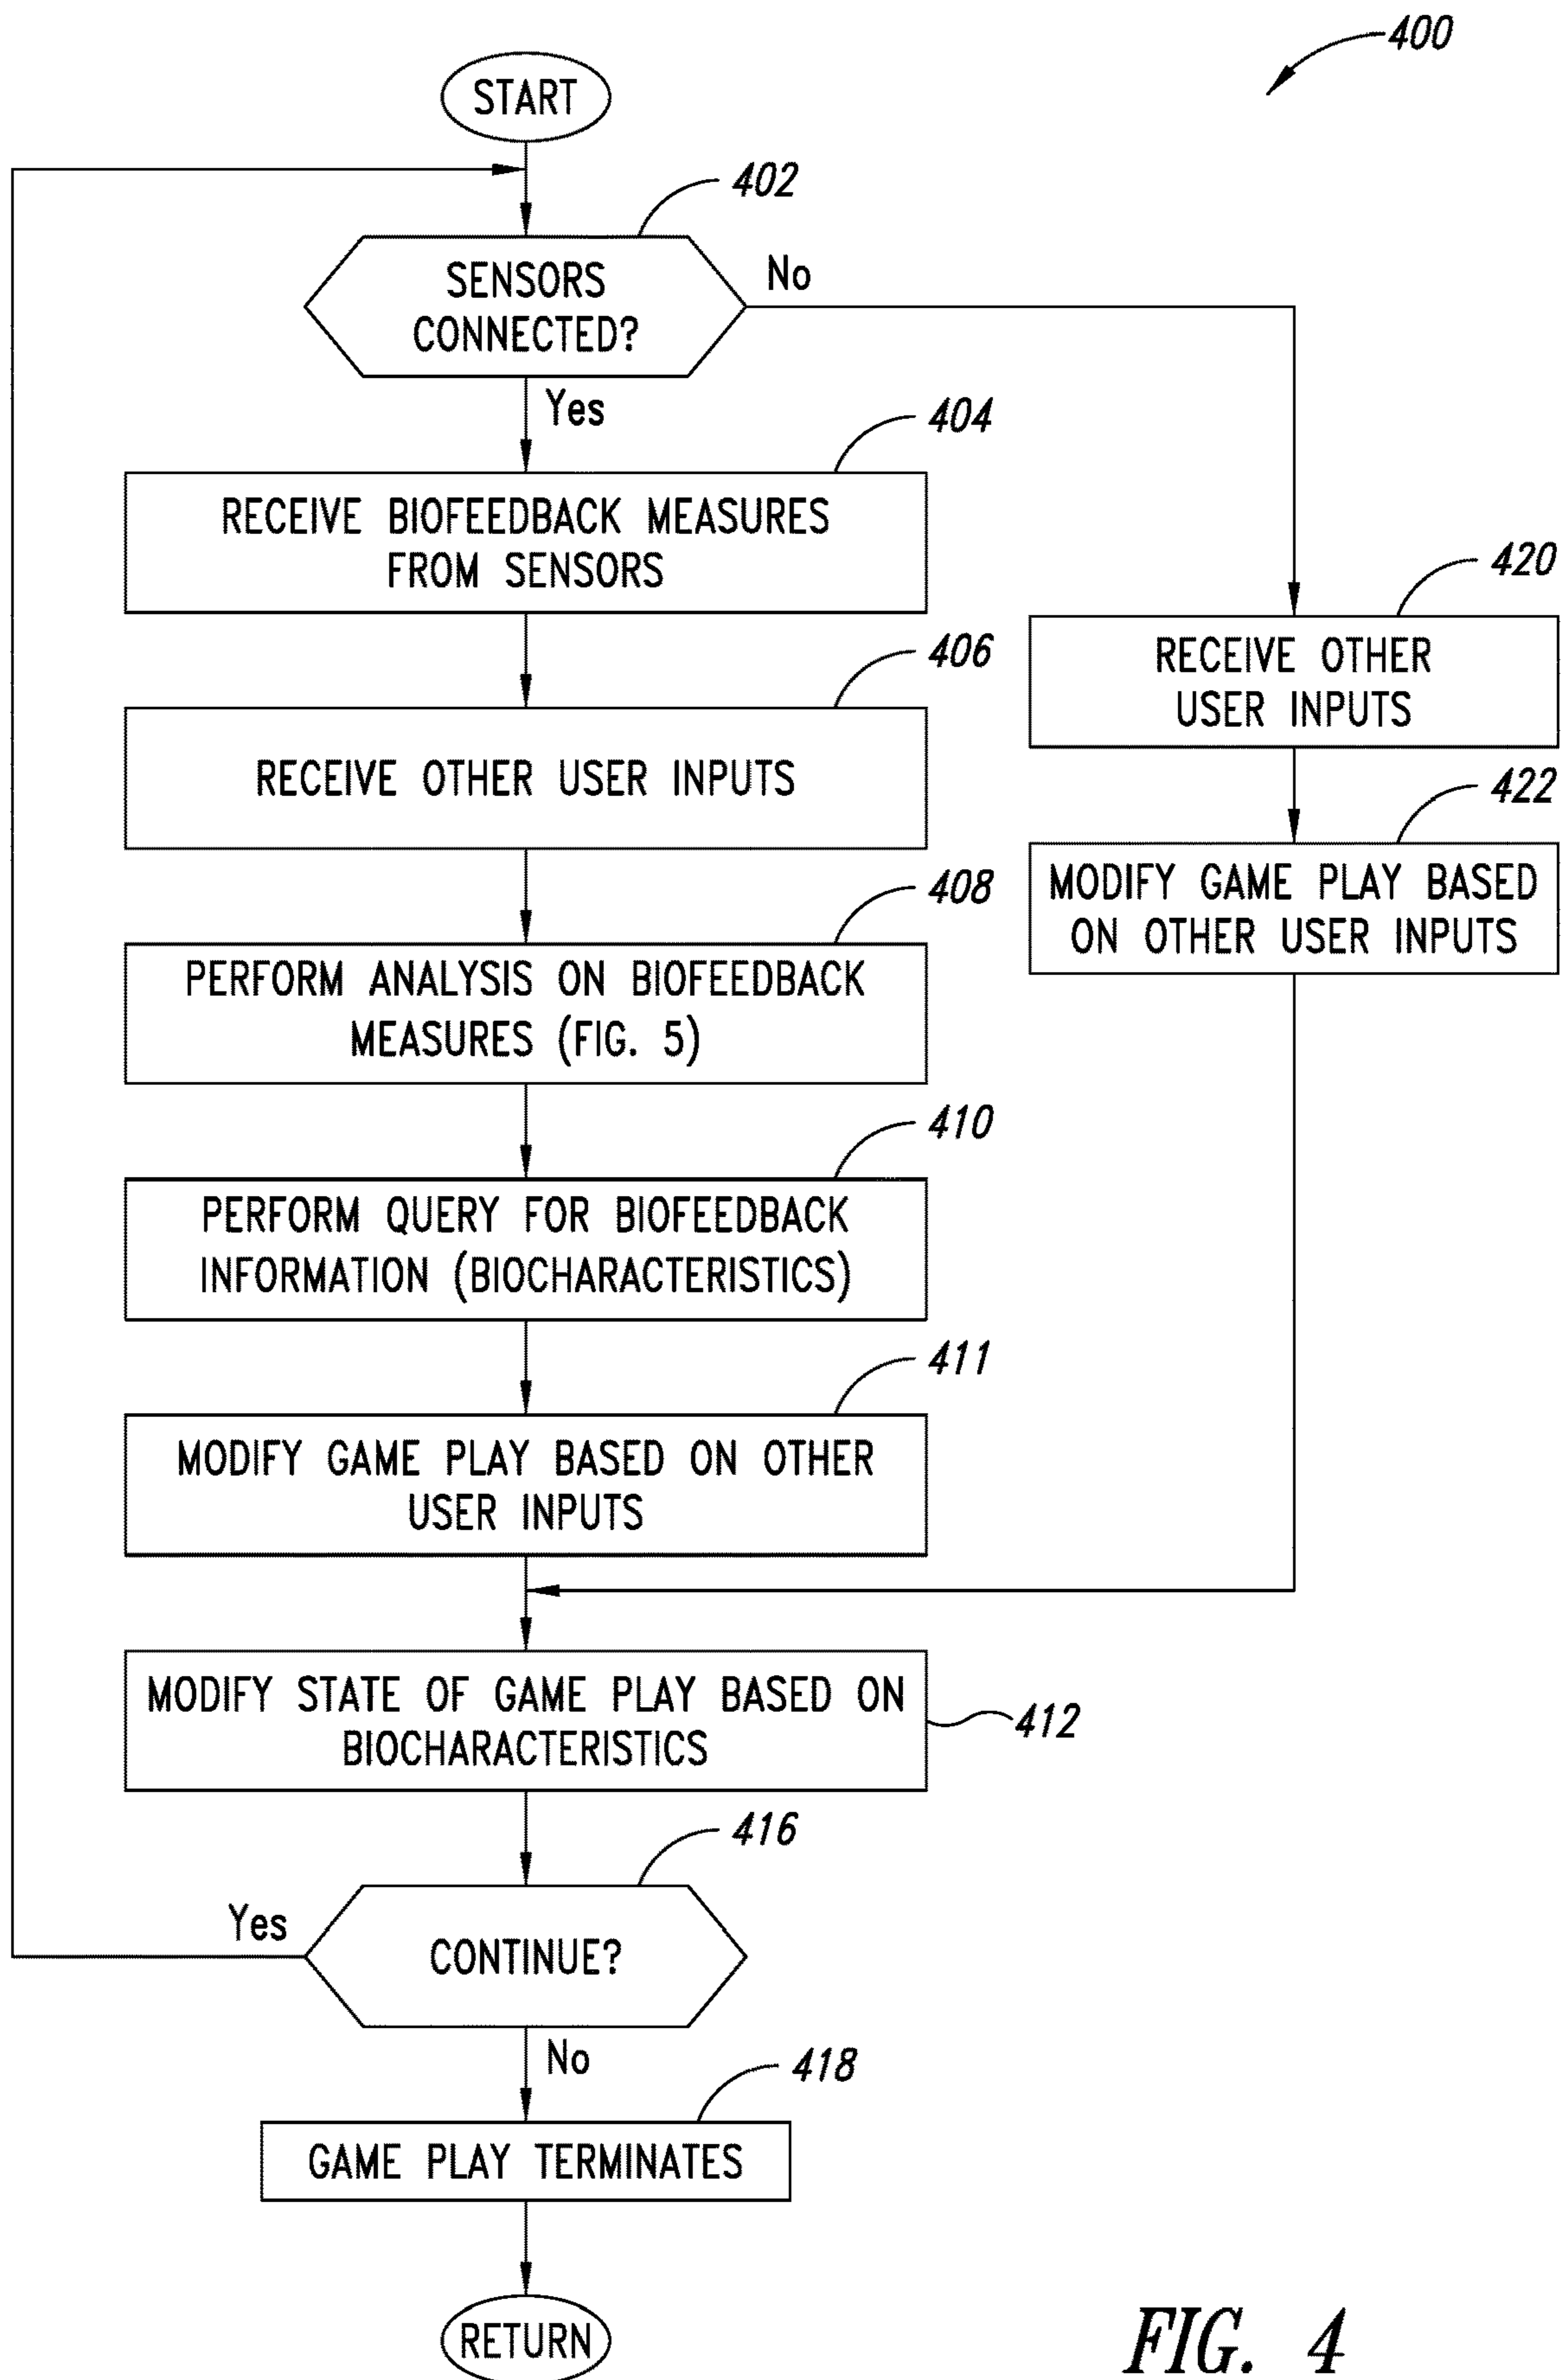 400
START
402
SENSORS
CONNECTED?
No
Yes
404
RECEIVE BIOFEEDBACK MEASURES
FROM SENSORS
420
RECEIVE OTHER
USER INPUTS
406
RECEIVE OTHER USER INPUTS
422
MODIFY GAME PLAY BASED
ON OTHER USER INPUTS
408
PERFORM ANALYSIS ON BIOFEEDBACK
MEASURES (FIG. 5)
410
PERFORM QUERY FOR BIOFEEDBACK
INFORMATION (BIOCHARACTERISTICS)
411
MODIFY GAME PLAY BASED ON OTHER
USER INPUTS
MODIFY STATE OF GAME PLAY BASED ON
BIOCHARACTERISTICS
412
416
Yes
CONTINUE?
No
418
GAME PLAY TERMINATES
RETURN
FIG. 4